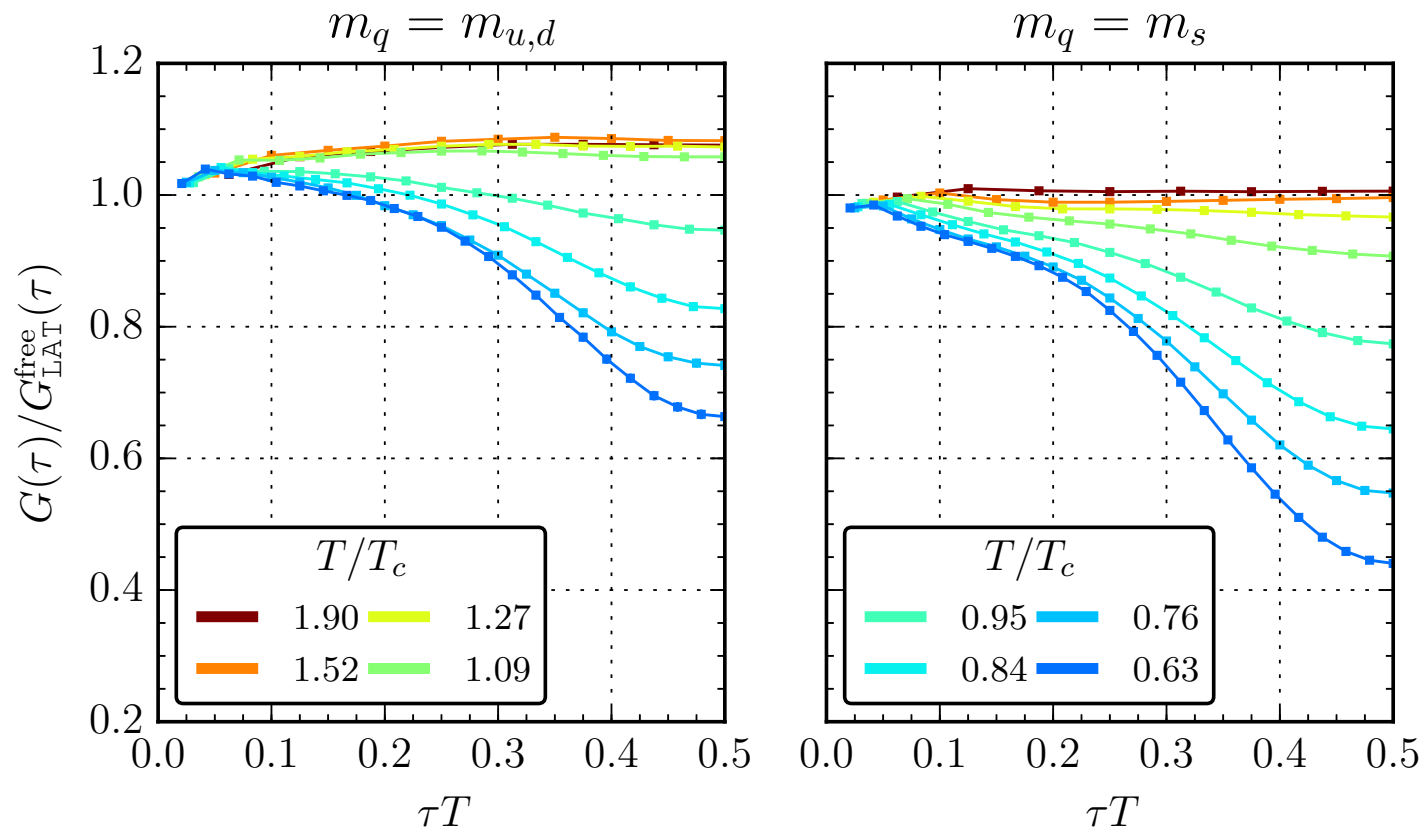 m_q = m_{u,d}
m_q = m_s
G(τ)/G^{free}_{LAT}(τ)
1.2
1.0
0.8
0.6
0.4
0.2
T/T_c
1.90 1.27
1.52 1.09
T/T_c
0.95 0.76
0.84 0.63
0.0 0.1 0.2 0.3 0.4 0.5
0.0 0.1 0.2 0.3 0.4 0.5
τT
τT